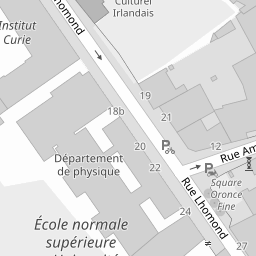 Culturel
Irlandais
Institut
Curie
Lhomond
19
18b
21
P
12
20
22
Rue Am
P
Département
de physique
Square
Oronce
Fine
Rue Lhomond
24
École normale
supérieure
27